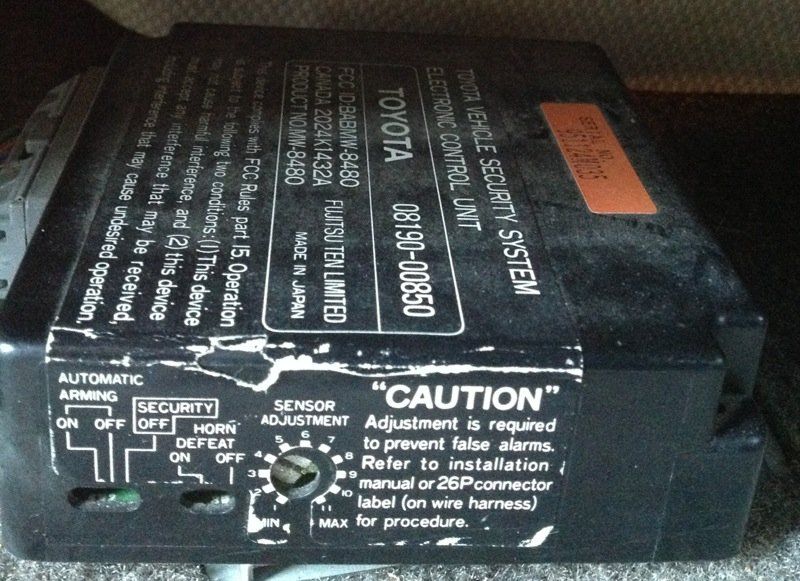 SERIAL NO.
TOYOTA VEHICLE SECURITY SYSTEM
ELECTRONIC CONTROL UNIT
TOYOTA 08190-00850
FCC ID:BABMW-8480
CANADA 2024K1432A
PRODUCT NO:MW-8480
FUJITSU TEN LIMITED
MADE IN JAPAN
This device complies with FCC Rules part 15. Operation
is subject to the following two conditions:(1)This device
may not cause harmful interference, and (2) this device
must accept any interference that may be received,
including interference that may cause undesired operation.
AUTOMATIC
ARMING
ON OFF
SECURITY
OFF
HORN
DEFEAT
ON OFF
SENSOR
ADJUSTMENT
2 3 4 5 6 7 8 9 10 11
MIN MAX
"CAUTION"
Adjustment is required
to prevent false alarms.
Refer to installation
manual or 26P connector
label (on wire harness)
for procedure.